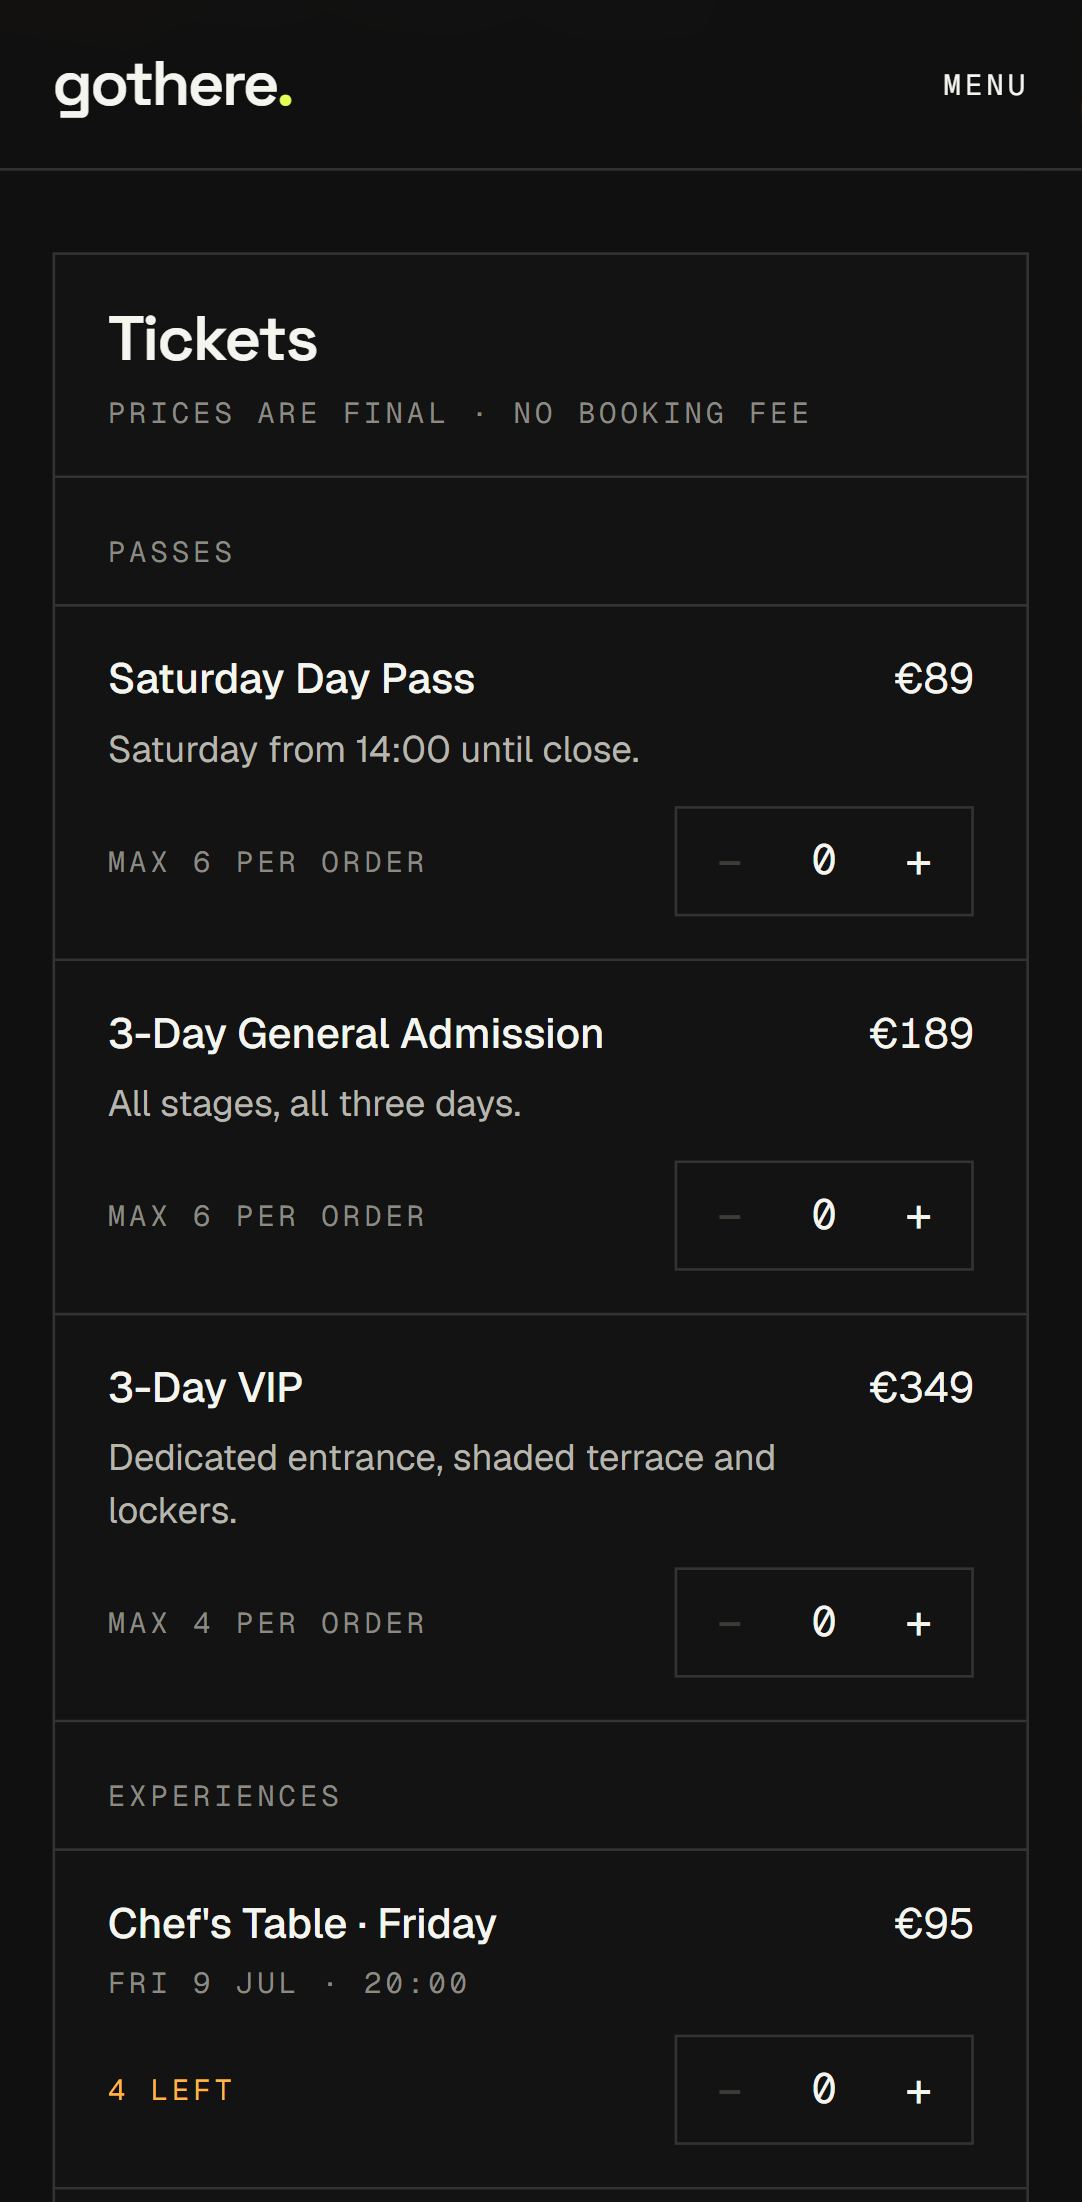 gothere.
MENU
Tickets
PRICES ARE FINAL · NO BOOKING FEE
PASSES
Saturday Day Pass €89
Saturday from 14:00 until close.
MAX 6 PER ORDER − 0 +
3-Day General Admission €189
All stages, all three days.
MAX 6 PER ORDER − 0 +
3-Day VIP €349
Dedicated entrance, shaded terrace and
lockers.
MAX 4 PER ORDER − 0 +
EXPERIENCES
Chef's Table · Friday €95
FRI 9 JUL · 20:00
4 LEFT − 0 +